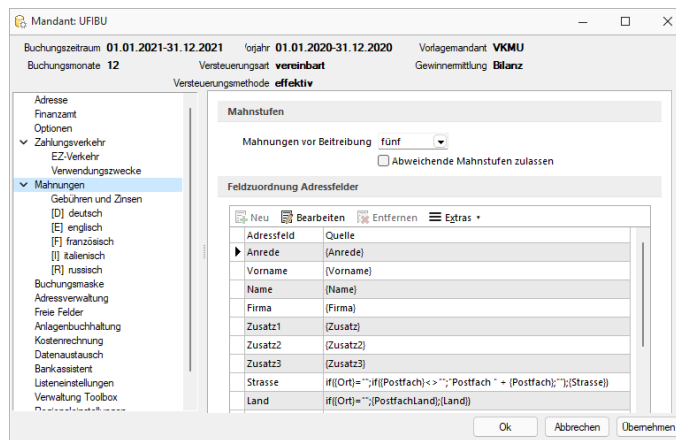 Mandant: UFIBU
Buchungszeitraum 01.01.2021-31.12.2021 'orjahr 01.01.2020-31.12.2020 Vorlagemandant VKMU
Buchungsmonate 12 Versteuerungsart vereinbart Gewinnermittlung Bilanz
Versteuerungsmethode effektiv
Adresse
Finanzamt
Optionen
Zahlungsverkehr
EZ-Verkehr
Verwendungszwecke
Mahnungen
Gebühren und Zinsen
[D] deutsch
[E] englisch
[F] französisch
[I] italienisch
[R] russisch
Buchungsmaske
Adressverwaltung
Freie Felder
Anlagenbuchhaltung
Kostenrechnung
Datenaustausch
Bankassistent
Listeneinstellungen
Verwaltung Toolbox
Mahnstufen
Mahnungen vor Beitreibung fünf
Abweichende Mahnstufen zulassen
Feldzuordnung Adressfelder
Neu Bearbeiten Entfernen Extras
Adressfeld Quelle
Anrede {Anrede}
Vorname {Vorname}
Name {Name}
Firma {Firma}
Zusatz1 {Zusatz}
Zusatz2 {Zusatz2}
Zusatz3 {Zusatz3}
Strasse if({Ort}="";if({Postfach}<>"";"Postfach " + {Postfach};"");{Strasse})
Land if({Ort}="";{PostfachLand};{Land})
Ok Abbrechen Übernehmen